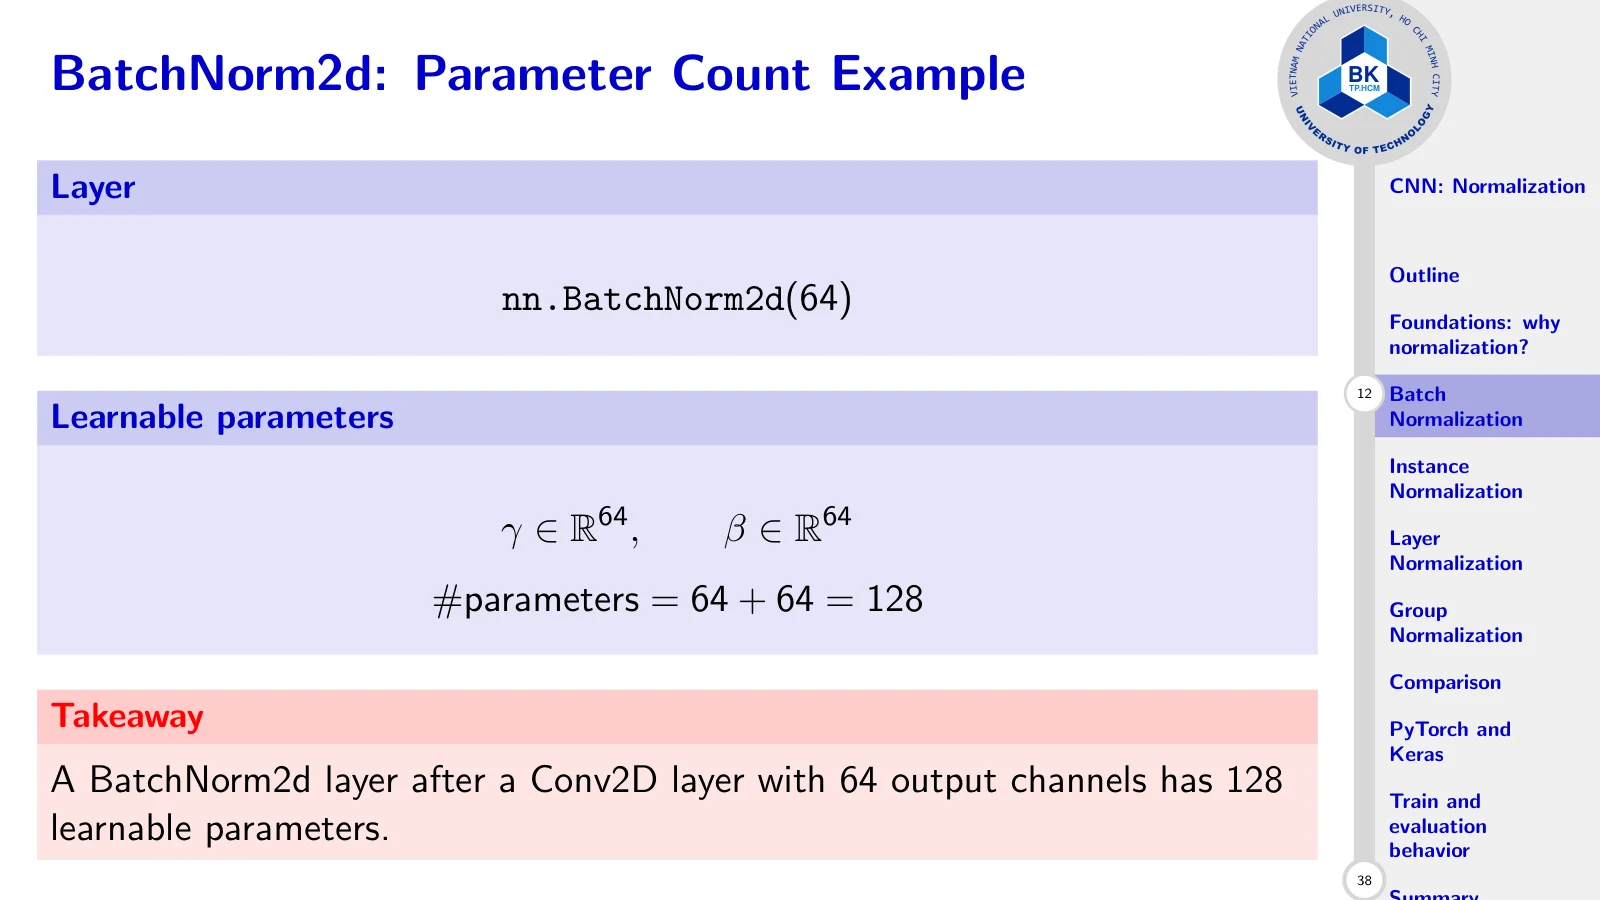 BatchNorm2d: Parameter Count Example
Layer
nn.BatchNorm2d(64)
Learnable parameters
γ ∈ ℝ⁶⁴, β ∈ ℝ⁶⁴
#parameters = 64 + 64 = 128
Takeaway
A BatchNorm2d layer after a Conv2D layer with 64 output channels has 128
learnable parameters.
VIETNAM NATIONAL UNIVERSITY, HO CHI MINH CITY
BK
TP.HCM
UNIVERSITY OF TECHNOLOGY
CNN: Normalization
Outline
Foundations: why
normalization?
12
Batch
Normalization
Instance
Normalization
Layer
Normalization
Group
Normalization
Comparison
PyTorch and
Keras
Train and
evaluation
behavior
38
Summary